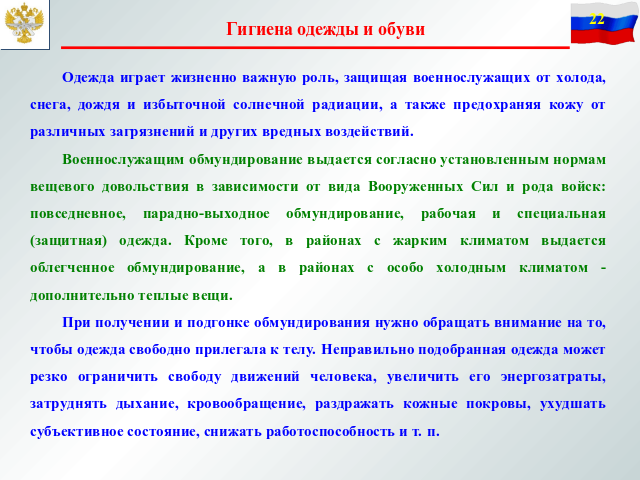 Гигиена одежды и обуви
22
Одежда играет жизненно важную роль, защищая военнослужащих от холода,
снега, дождя и избыточной солнечной радиации, а также предохраняя кожу от
различных загрязнений и других вредных воздействий.
Военнослужащим обмундирование выдается согласно установленным нормам
вещевого довольствия в зависимости от вида Вооруженных Сил и рода войск:
повседневное, парадно-выходное обмундирование, рабочая и специальная
(защитная) одежда. Кроме того, в районах с жарким климатом выдается
облегченное обмундирование, а в районах с особо холодным климатом -
дополнительно теплые вещи.
При получении и подгонке обмундирования нужно обращать внимание на то,
чтобы одежда свободно прилегала к телу. Неправильно подобранная одежда может
резко ограничить свободу движений человека, увеличить его энергозатраты,
затруднять дыхание, кровообращение, раздражать кожные покровы, ухудшать
субъективное состояние, снижать работоспособность и т. п.